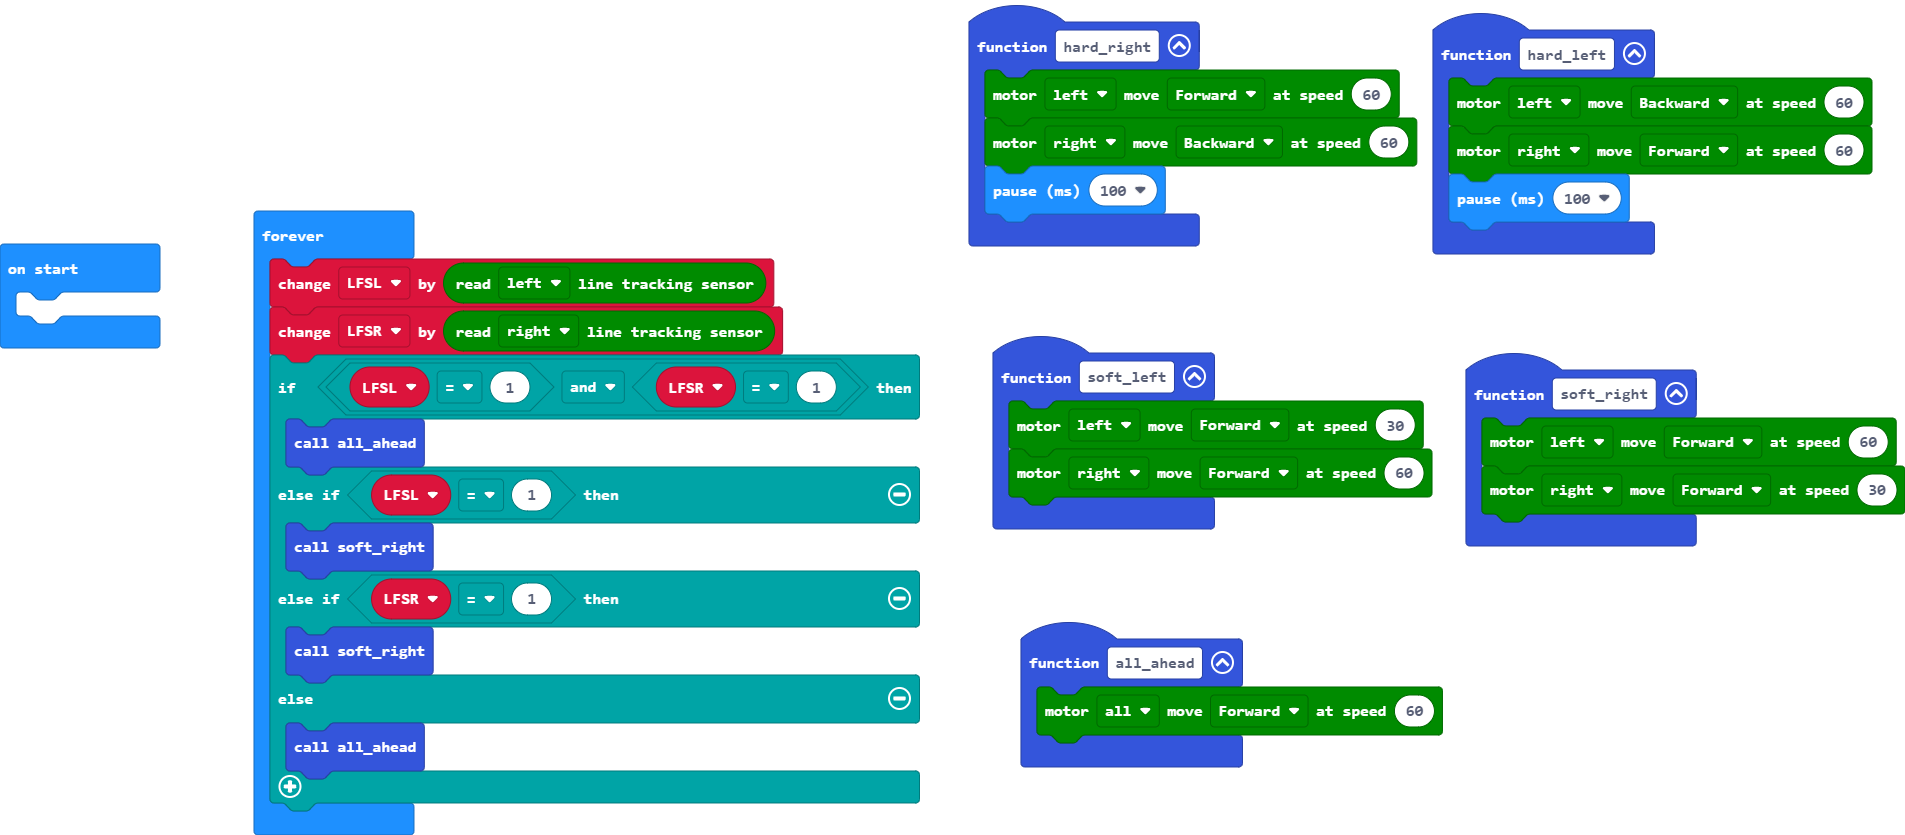 on start
forever
change LFSL by read left line tracking sensor
change LFSR by read right line tracking sensor
if LFSL = 1 and LFSR = 1 then
call all_ahead
else if LFSL = 1 then
call soft_right
else if LFSR = 1 then
call soft_right
else
call all_ahead
function hard_right
motor left move Forward at speed 60
motor right move Backward at speed 60
pause (ms) 100
function hard_left
motor left move Backward at speed 60
motor right move Forward at speed 60
pause (ms) 100
function soft_left
motor left move Forward at speed 30
motor right move Forward at speed 60
function soft_right
motor left move Forward at speed 60
motor right move Forward at speed 30
function all_ahead
motor all move Forward at speed 60